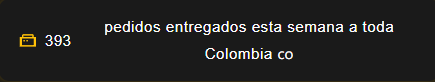 393
pedidos entregados esta semana a toda
Colombia co